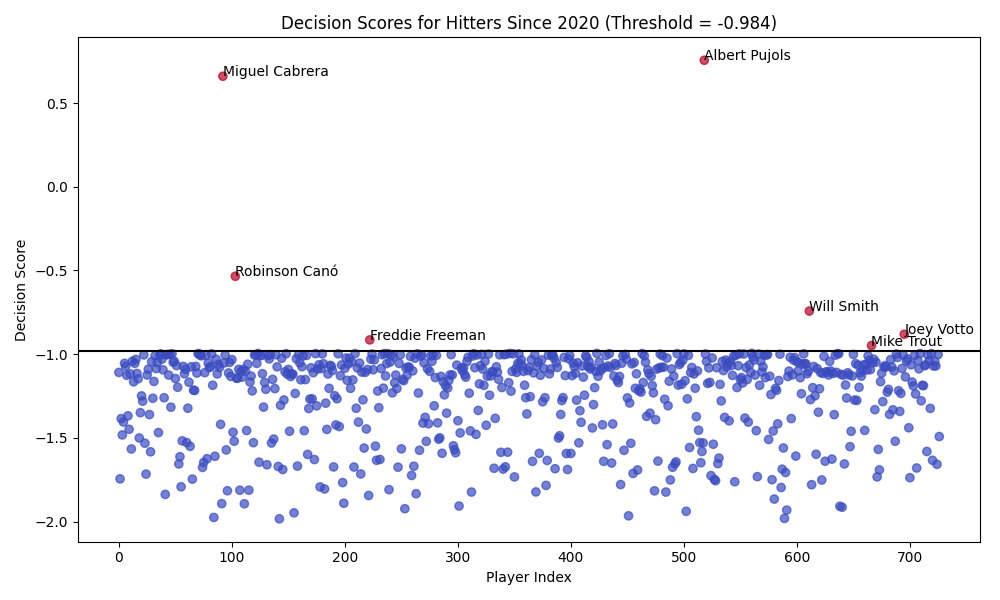 Decision Scores for Hitters Since 2020 (Threshold = -0.984)
Albert Pujols
Miguel Cabrera
0.5
0.0
Decision Score
−0.5
Robinson Canó
Will Smith
Freddie Freeman
Joey Votto
Mike Trout
−1.0
−1.5
−2.0
0 100 200 300 400 500 600 700
Player Index